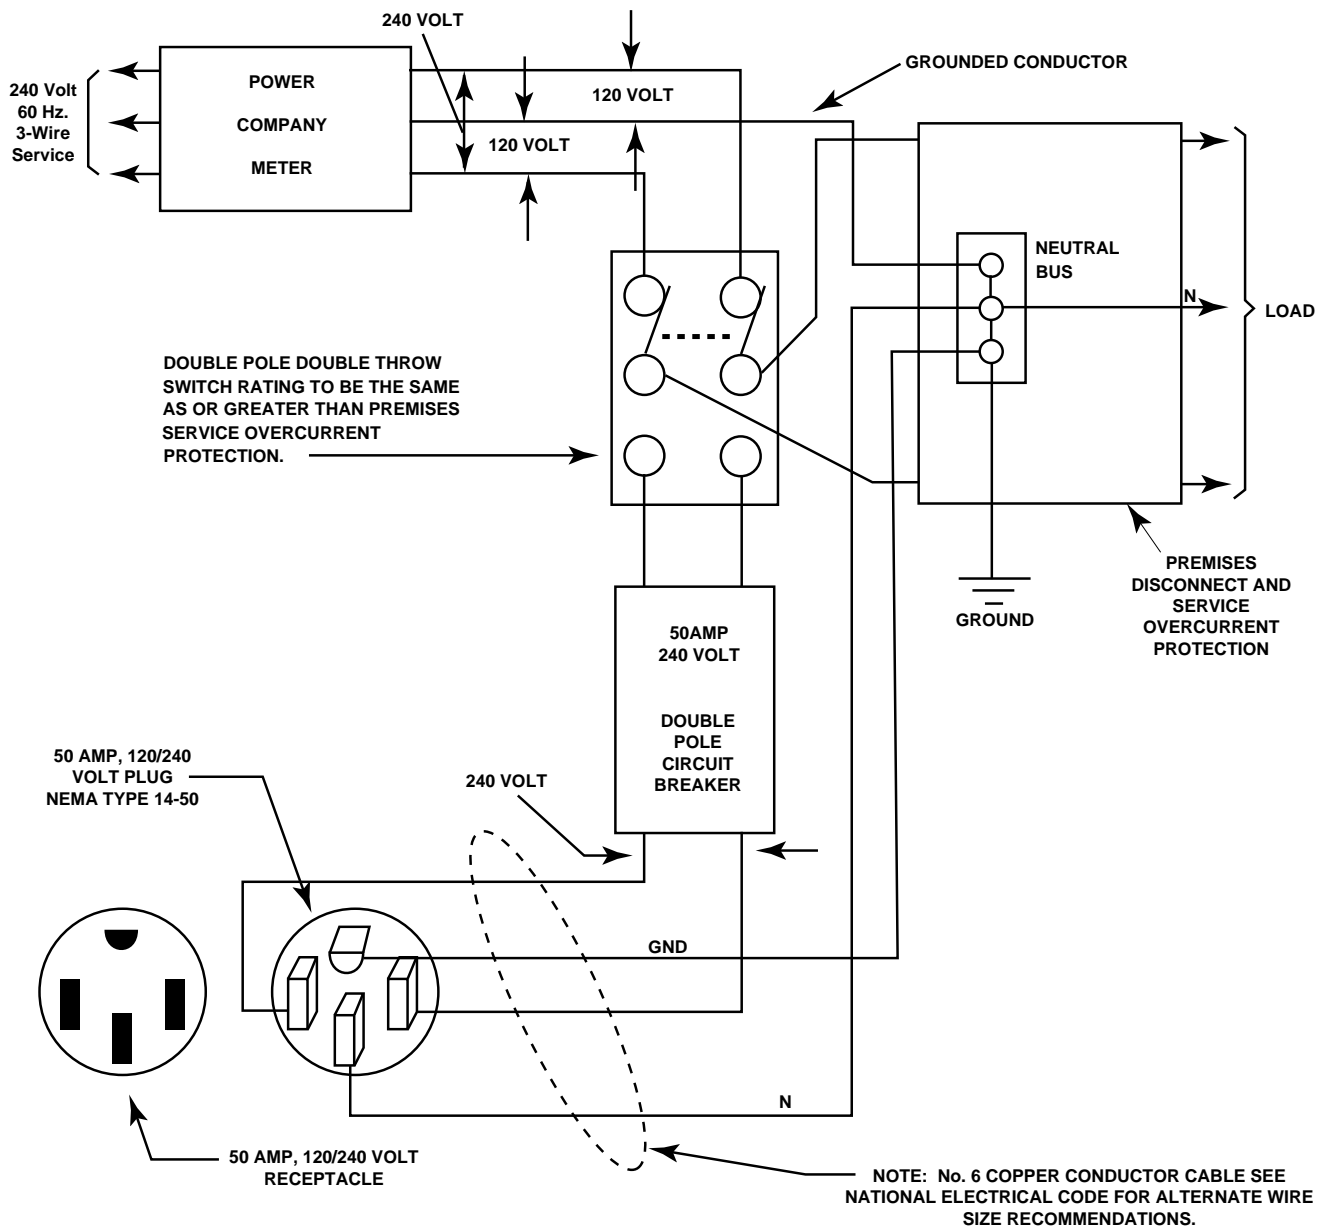 240 VOLT
GROUNDED CONDUCTOR
240 Volt
60 Hz.
3-Wire
Service
POWER
COMPANY
METER
120 VOLT
120 VOLT
NEUTRAL
BUS
N
LOAD
DOUBLE POLE DOUBLE THROW
SWITCH RATING TO BE THE SAME
AS OR GREATER THAN PREMISES
SERVICE OVERCURRENT
PROTECTION.
GROUND
PREMISES
DISCONNECT AND
SERVICE
OVERCURRENT
PROTECTION
50AMP
240 VOLT
DOUBLE
POLE
CIRCUIT
BREAKER
50 AMP, 120/240
VOLT PLUG
NEMA TYPE 14-50
240 VOLT
GND
N
50 AMP, 120/240 VOLT
RECEPTACLE
NOTE: No. 6 COPPER CONDUCTOR CABLE SEE
NATIONAL ELECTRICAL CODE FOR ALTERNATE WIRE
SIZE RECOMMENDATIONS.